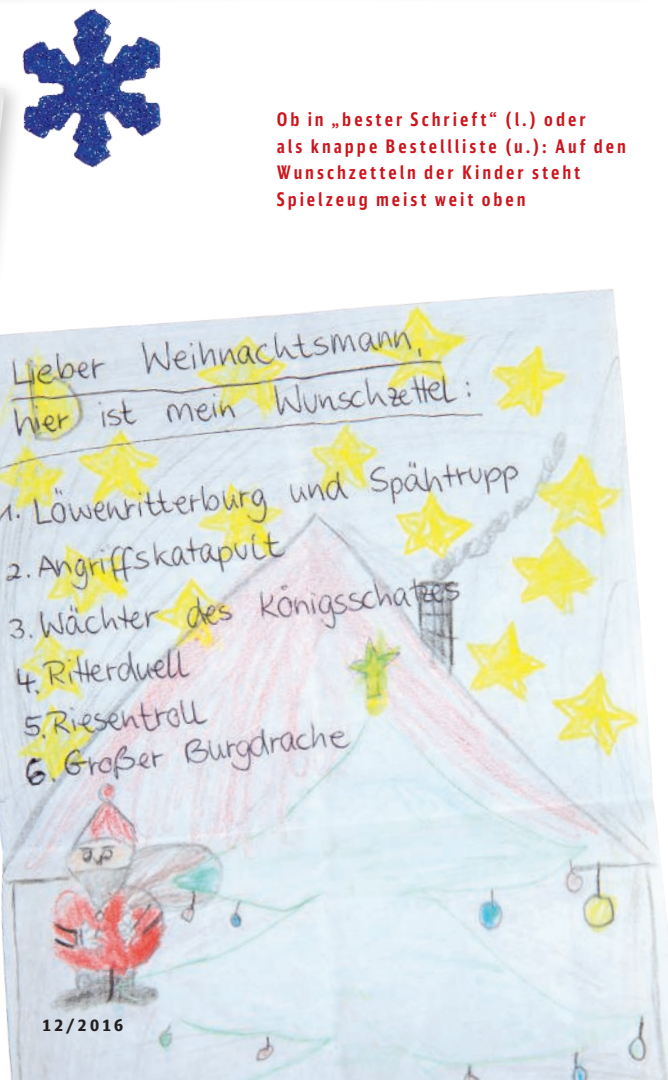 Ob in „bester Schrieft“ (l.) oder
als knappe Bestellliste (u.): Auf den
Wunschzetteln der Kinder steht
Spielzeug meist weit oben
Lieber Weihnachtsmann,
hier ist mein Wunschzettel:
1. Löwenritterburg und Spähtrupp
2. Angriffskatapult
3. Wächter des Königsschatzes
4. Ritterduell
5. Riesentroll
6. Großer Burgdrache
12/2016